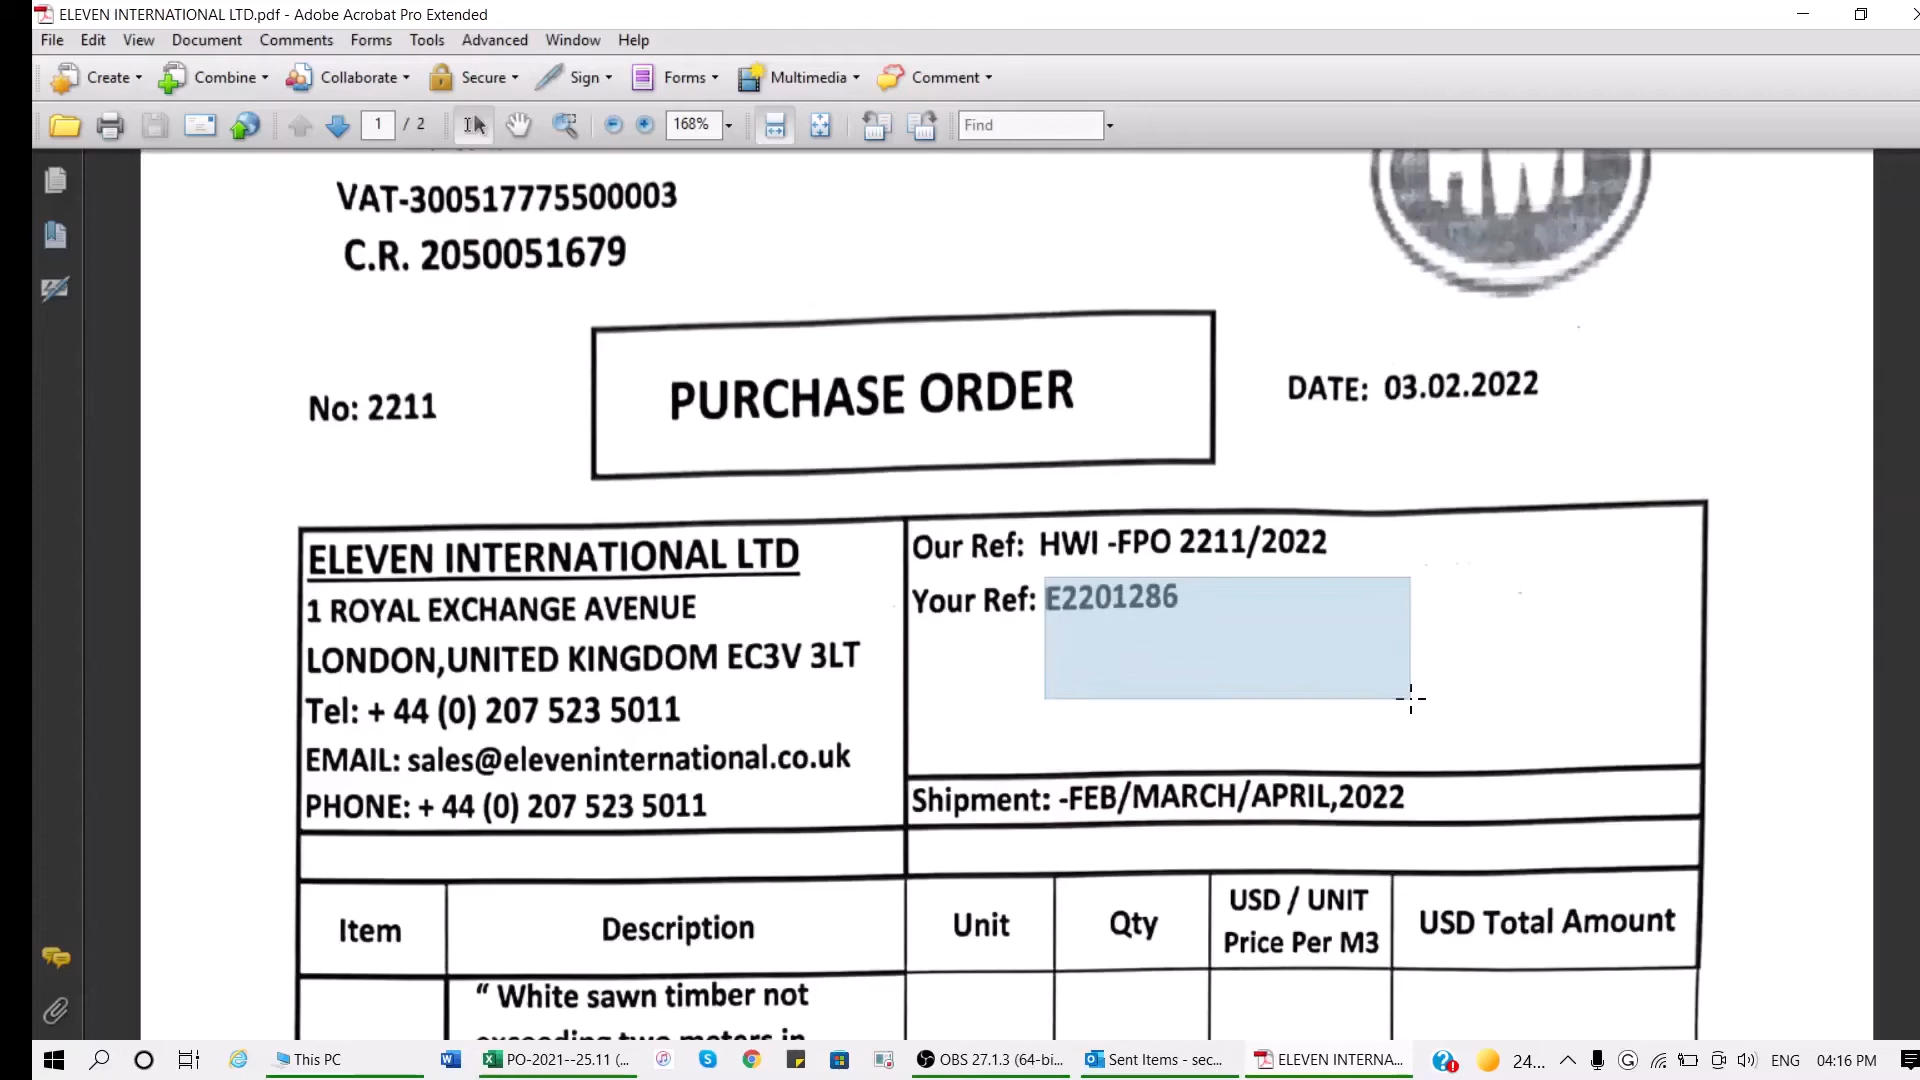 ELEVEN INTERNATIONAL LTD.pdf - Adobe Acrobat Pro Extended
File Edit View Document Comments Forms Tools Advanced Window Help
Create Combine Collaborate Secure Sign Forms Multimedia Comment
1 / 2 168% Find
HWI
VAT-300517775500003
C.R. 2050051679
No: 2211
PURCHASE ORDER
DATE: 03.02.2022
ELEVEN INTERNATIONAL LTD
1 ROYAL EXCHANGE AVENUE
LONDON,UNITED KINGDOM EC3V 3LT
Tel: + 44 (0) 207 523 5011
EMAIL: sales@eleveninternational.co.uk
PHONE: + 44 (0) 207 523 5011
Our Ref: HWI -FPO 2211/2022
Your Ref: E2201286
Shipment: -FEB/MARCH/APRIL,2022
Item
Description
Unit
Qty
USD / UNIT
Price Per M3
USD Total Amount
“ White sawn timber not
exceeding two meters in
This PC
PO-2021--25.11 (...
OBS 27.1.3 (64-bi...
Sent Items - sec...
ELEVEN INTERNA...
24...
ENG
04:16 PM